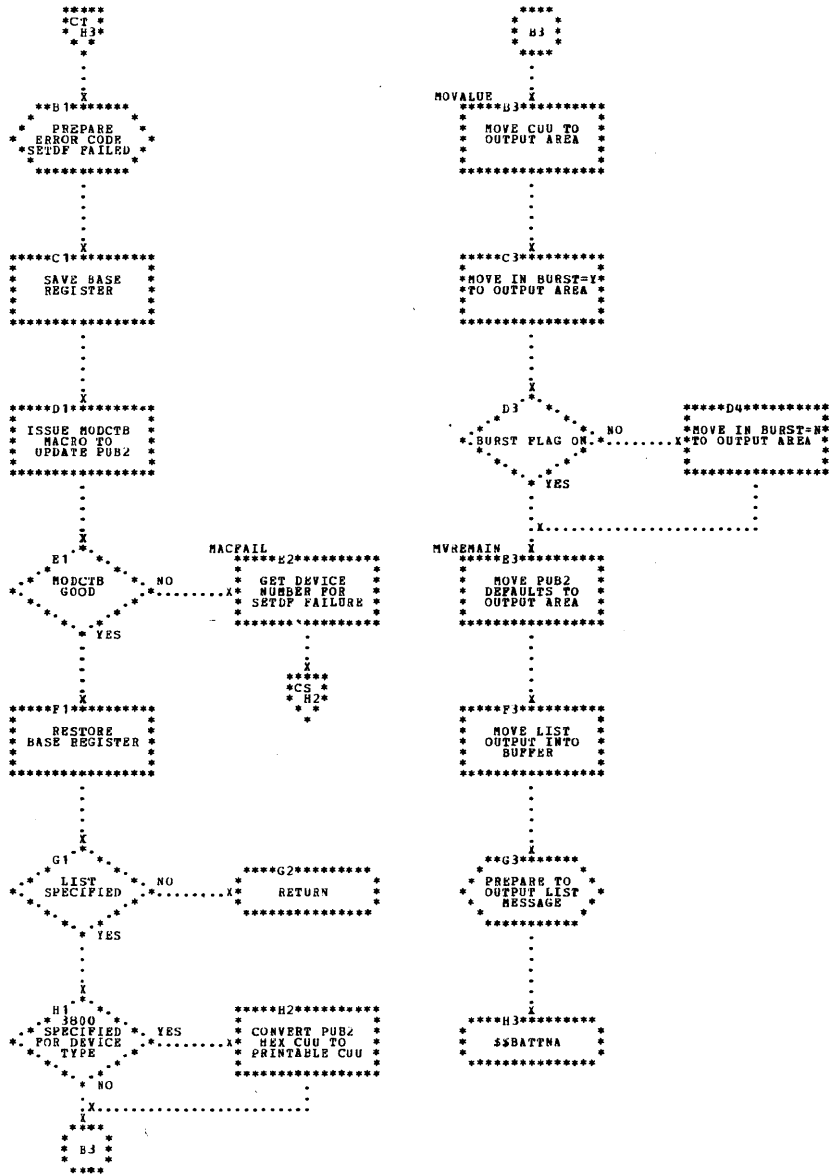 CT
H3
B1
PREPARE
ERROR CODE
SETDF FAILED
C1
SAVE BASE
REGISTER
D1
ISSUE MODCTB
MACRO TO
UPDATE PUB2
E1
MODCTB
GOOD
NO
YES
MACFAIL
E2
GET DEVICE
NUMBER FOR
SETDF FAILURE
CS
H2
F1
RESTORE
BASE REGISTER
G1
LIST
SPECIFIED
NO
YES
G2
RETURN
H1
3800
SPECIFIED
FOR DEVICE
TYPE
YES
NO
H2
CONVERT PUB2
HEX CUU TO
PRINTABLE CUU
B3
B3
MOVALUE
B3
MOVE CUU TO
OUTPUT AREA
C3
MOVE IN BURST=Y
TO OUTPUT AREA
D3
BURST FLAG ON
NO
YES
D4
MOVE IN BURST=N
TO OUTPUT AREA
MVREMAIN
E3
MOVE PUB2
DEFAULTS TO
OUTPUT AREA
F3
MOVE LIST
OUTPUT INTO
BUFFER
G3
PREPARE TO
OUTPUT LIST
MESSAGE
H3
$$BATTNA